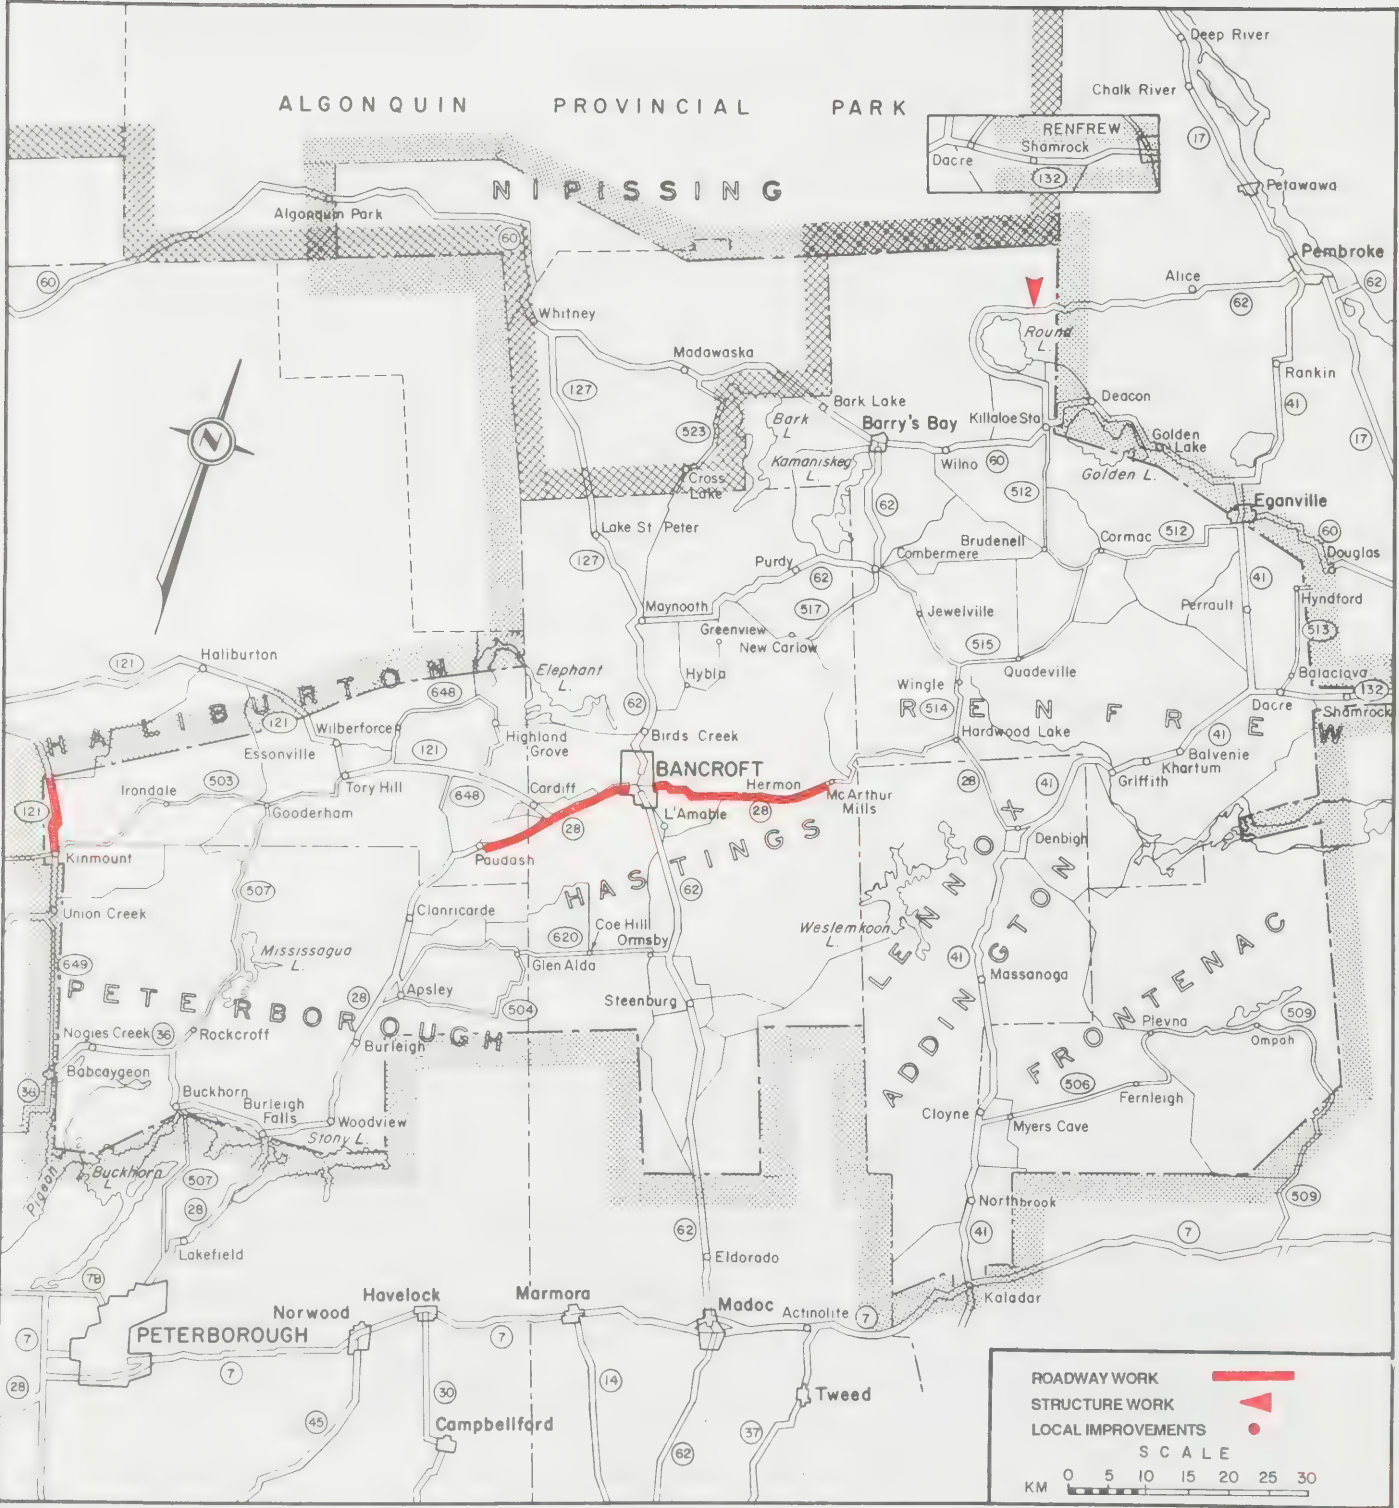 Deep River
Chalk River
ALGONQUIN PROVINCIAL PARK
17
RENFREW
Shamrock
Dacre
132
NIPISSING
Petawawa
Algonquin Park
60
Pembroke
60
Alice
62
62
Whitney
Round
L.
Madawaska
Rankin
127
Bark Lake
Deacon
41
523
Bark
L
Barry's Bay
Killaloe Sta
Golden
Lake
17
N
Kamaniskeg
L.
Wilno
60
Golden L.
Cross
Lake
512
Eganville
62
Lake St Peter
Brudenell
Cormac
512
60
127
Purdy
62
Combermere
Douglas
41
Maynooth
517
Jewelville
Perrault
Hyndford
Greenview
New Carlow
513
121
Haliburton
515
Elephant
L.
Hybla
Quadeville
Balaclava
HALIBURTON
648
Wingle
132
62
514
RENFREW
Dacre
Shamrock
121
Wilberforce
Highland
Grove
Birds Creek
Hardwood Lake
41
Balvenie
Essonville
121
BANCROFT
28
41
Khartum
503
Tory Hill
Hermon
Griffith
Irondale
648
Cardiff
McArthur
Mills
121
Gooderham
28
L'Amable
28
Denbigh
Kinmount
Paudash
HASTINGS
507
62
LENNOX
Union Creek
Clanricarde
Coe Hill
Weslemkoon
L.
Mississagua
L.
620
Ormsby
649
Glen Alda
41
Massanoga
PETERBOROUGH
28
Apsley
504
Steenburg
ADDINGTON
FRONTENAC
Nogies Creek
36
Rockcroft
Plevna
509
Burleigh
Ompah
Bobcaygeon
506
36
Buckhorn
Fernleigh
Burleigh
Falls
Cloyne
Woodview
Myers Cave
Stony L.
Buckhorn
L
507
Pigeon
28
Northbrook
509
Lakefield
62
41
7
Eldorado
78
Kaladar
Norwood
Havelock
Marmora
Madoc
Actinolite
7
7
PETERBOROUGH
7
7
28
30
14
Tweed
45
Campbellford
62
37
ROADWAY WORK
STRUCTURE WORK
LOCAL IMPROVEMENTS
SCALE
KM 0 5 10 15 20 25 30